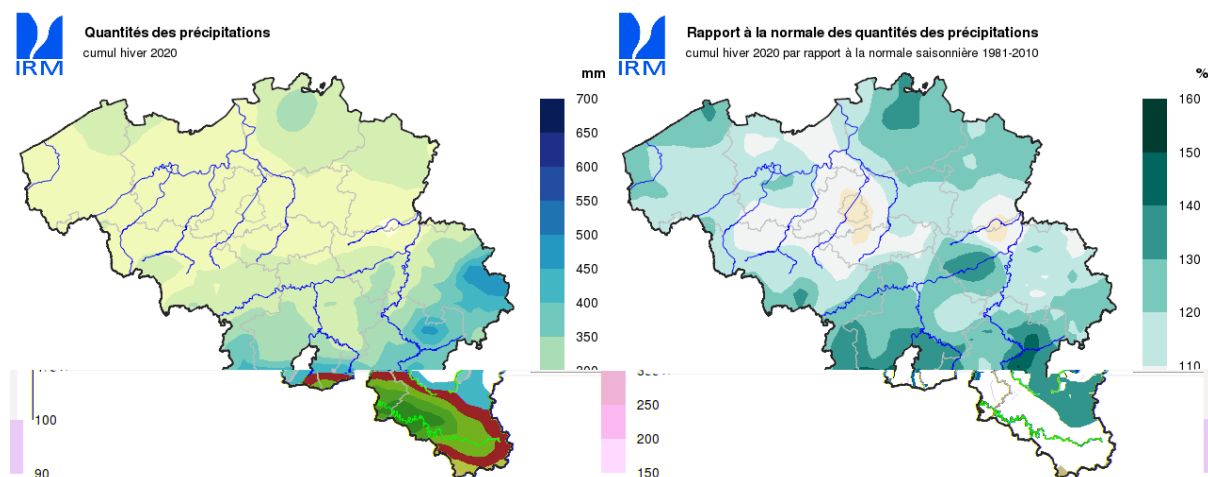 IRM
Quantités des précipitations
cumul hiver 2020
mm
700
650
600
550
500
450
400
350
100
90
IRM
Rapport à la normale des quantités des précipitations
cumul hiver 2020 par rapport à la normale saisonnière 1981-2010
%
160
150
140
130
120
110
250
200
150